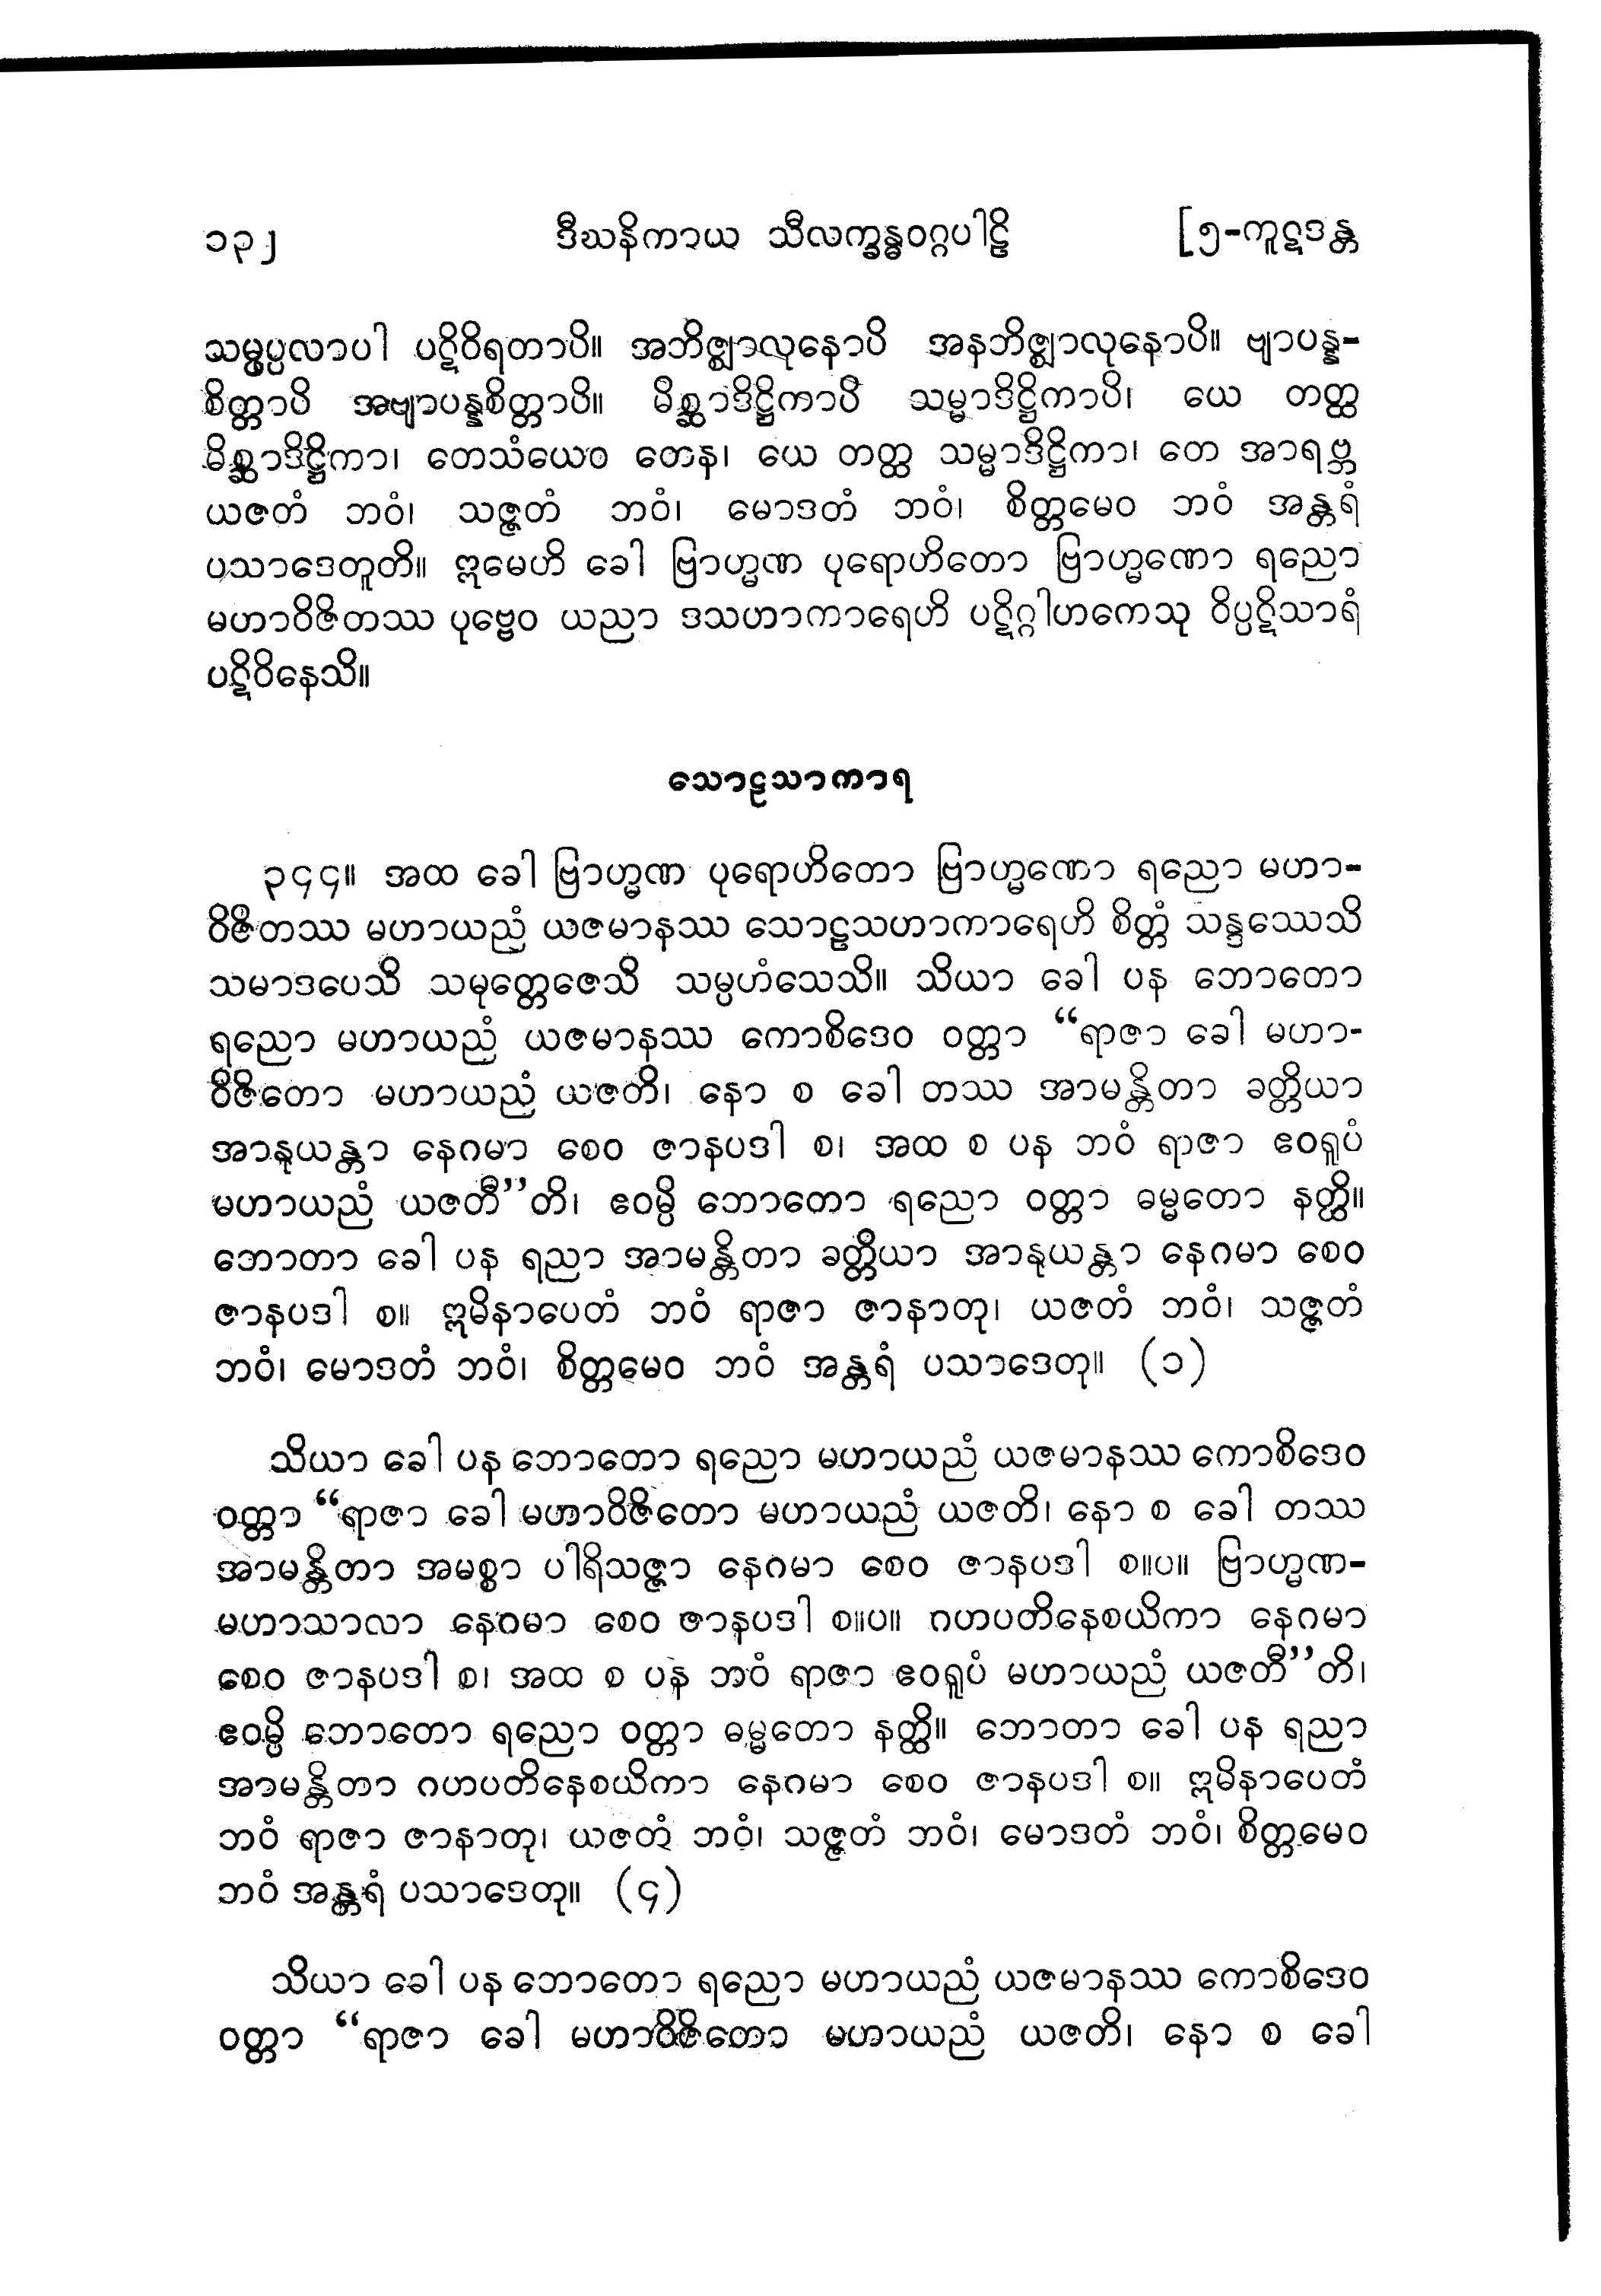 ၁၃၂ ဒီဃနိကာယ သီလက္ခန္ဓဝဂ္ဂပါဠိ [၅-ကူဋဒန္တ
သမ္ဖပ္ပလာပါ ပဋိဝိရတာပိ။ အဘိဇ္ဈာလုနောပိ အနဘိဇ္ဈာလုနောပိ။ ဗျာပန္န-
စိတ္တာပိ အဗျာပန္နစိတ္တာပိ။ မိစ္ဆာဒိဋ္ဌိကာပိ သမ္မာဒိဋ္ဌိကာပိ၊ ယေ တတ္ထ
မိစ္ဆာဒိဋ္ဌိကာ၊ တေသံယေဝ တေန၊ ယေ တတ္ထ သမ္မာဒိဋ္ဌိကာ၊ တေ အာရဗ္ဘ
ယဇတံ ဘဝံ၊ သဇ္ဇတံ ဘဝံ၊ မောဒတံ ဘဝံ၊ စိတ္တမေဝ ဘဝံ အန္တရံ
ပသာဒေတူတိ။ ဣမေဟိ ခေါ ဗြာဟ္မဏ ပုရောဟိတော ဗြာဟ္မဏော ရညော
မဟာဝိဇိတဿ ပုဗ္ဗေဝ ယညာ ဒသဟာကာရေဟိ ပဋိဂ္ဂါဟကေသု ဝိပ္ပဋိသာရံ
ပဋိဝိနေသိ။
သောဠသာကာရ
၃၄၄။ အထ ခေါ ဗြာဟ္မဏ ပုရောဟိတော ဗြာဟ္မဏော ရညော မဟာ-
ဝိဇိတဿ မဟာယညံ ယဇမာနဿ သောဠသဟာကာရေဟိ စိတ္တံ သန္ဒဿေသိ
သမာဒပေသိ သမုတ္တေဇေသိ သမ္ပဟံသေသိ။ သိယာ ခေါ ပန ဘောတော
ရညော မဟာယညံ ယဇမာနဿ ကောစိဒေဝ ဝတ္တာ “ရာဇာ ခေါ မဟာ-
ဝိဇိတော မဟာယညံ ယဇတိ၊ နော စ ခေါ တဿ အာမန္တိတာ ခတ္တိယာ
အာနုယန္တာ နေဂမာ စေဝ ဇာနပဒါ စ၊ အထ စ ပန ဘဝံ ရာဇာ ဧဝရူပံ
မဟာယညံ ယဇတီ”တိ၊ ဧဝမ္ပိ ဘောတော ရညော ဝတ္တာ ဓမ္မတော နတ္ထိ။
ဘောတာ ခေါ ပန ရညာ အာမန္တိတာ ခတ္တိယာ အာနုယန္တာ နေဂမာ စေဝ
ဇာနပဒါ စ။ ဣမိနာပေတံ ဘဝံ ရာဇာ ဇာနာတု၊ ယဇတံ ဘဝံ၊ သဇ္ဇတံ
ဘဝံ၊ မောဒတံ ဘဝံ၊ စိတ္တမေဝ ဘဝံ အန္တရံ ပသာဒေတု။ (၁)
သိယာ ခေါ ပန ဘောတော ရညော မဟာယညံ ယဇမာနဿ ကောစိဒေဝ
ဝတ္တာ “ရာဇာ ခေါ မဟာဝိဇိတော မဟာယညံ ယဇတိ၊ နော စ ခေါ တဿ
အာမန္တိတာ အမစ္စာ ပါရိသဇ္ဇာ နေဂမာ စေဝ ဇာနပဒါ စ။ပ။ ဗြာဟ္မဏ-
မဟာသာလာ နေဂမာ စေဝ ဇာနပဒါ စ။ပ။ ဂဟပတိနေစယိကာ နေဂမာ
စေဝ ဇာနပဒါ စ၊ အထ စ ပန ဘဝံ ရာဇာ ဧဝရူပံ မဟာယညံ ယဇတီ”တိ၊
ဧဝမ္ပိ ဘောတော ရညော ဝတ္တာ ဓမ္မတော နတ္ထိ။ ဘောတာ ခေါ ပန ရညာ
အာမန္တိတာ ဂဟပတိနေစယိကာ နေဂမာ စေဝ ဇာနပဒါ စ။ ဣမိနာပေတံ
ဘဝံ ရာဇာ ဇာနာတု၊ ယဇတံ ဘဝံ၊ သဇ္ဇတံ ဘဝံ၊ မောဒတံ ဘဝံ၊ စိတ္တမေဝ
ဘဝံ အန္တရံ ပသာဒေတု။ (၄)
သိယာ ခေါ ပန ဘောတော ရညော မဟာယညံ ယဇမာနဿ ကောစိဒေဝ
ဝတ္တာ “ရာဇာ ခေါ မဟာဝိဇိတော မဟာယညံ ယဇတိ၊ နော စ ခေါ